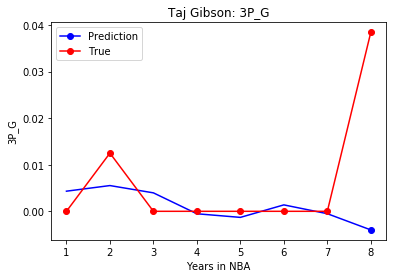 Taj Gibson: 3P_G
Prediction
True
3P_G
0.04
0.03
0.02
0.01
0.00
1 2 3 4 5 6 7 8
Years in NBA